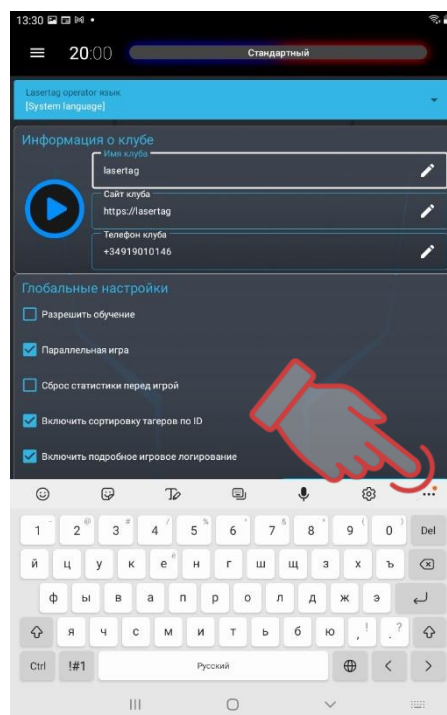 13:30
20:00 Стандартный
Lasertag operator язык
[System language]
Информация о клубе
Имя клуба
lasertag
Сайт клуба
https://lasertag
Телефон клуба
+34919010146
Глобальные настройки
Разрешить обучение
Параллельная игра
Сброс статистики перед игрой
Включить сортировку тагеров по ID
Включить подробное игровое логирование
1 2 @ 3 # 4 / 5 % 6 ^ 7 & 8 * 9 ( 0 ) Del
й ц у к е ё н г ш щ з х ъ
ф ы в а п р о л д ж э
я ч с м и т ь б ю , ! . ?
Ctrl !#1 Русский < >